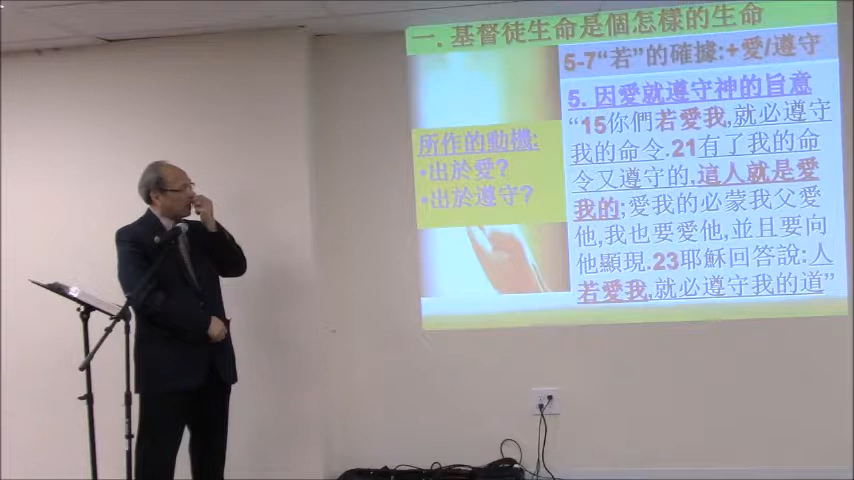 一. 基督徒生命是個怎樣的生命
5-7“若”的確據:+愛/遵守
5. 因愛就遵守神的旨意
“15你們若愛我,就必遵守
我的命令.”21有了我的命
令又遵守的,這人就是愛
我的;愛我的必蒙我父愛
他,我也要愛他,並且要向
他顯現.”23耶穌回答說:人
若愛我,就必遵守我的道”
所作的動機:
•出於愛?
•出於遵守?